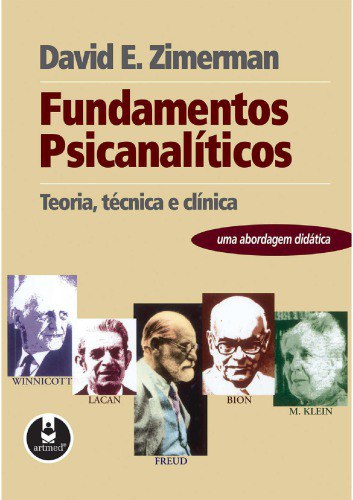 David E. Zimerman
Fundamentos
Psicanalíticos
Teoria, técnica e clínica
uma abordagem didática
WINNICOTT
LACAN
FREUD
BION
M. KLEIN
artmed®